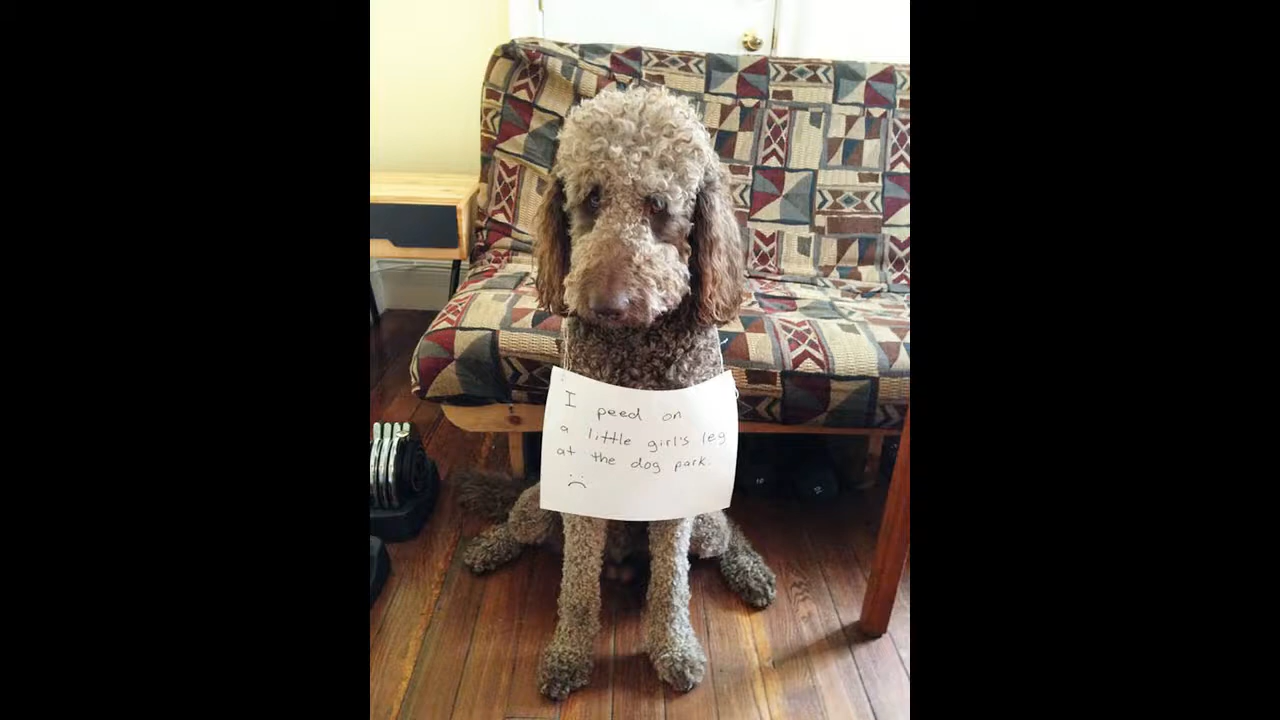 I peed on
a little girl's leg
at the dog park.
:(